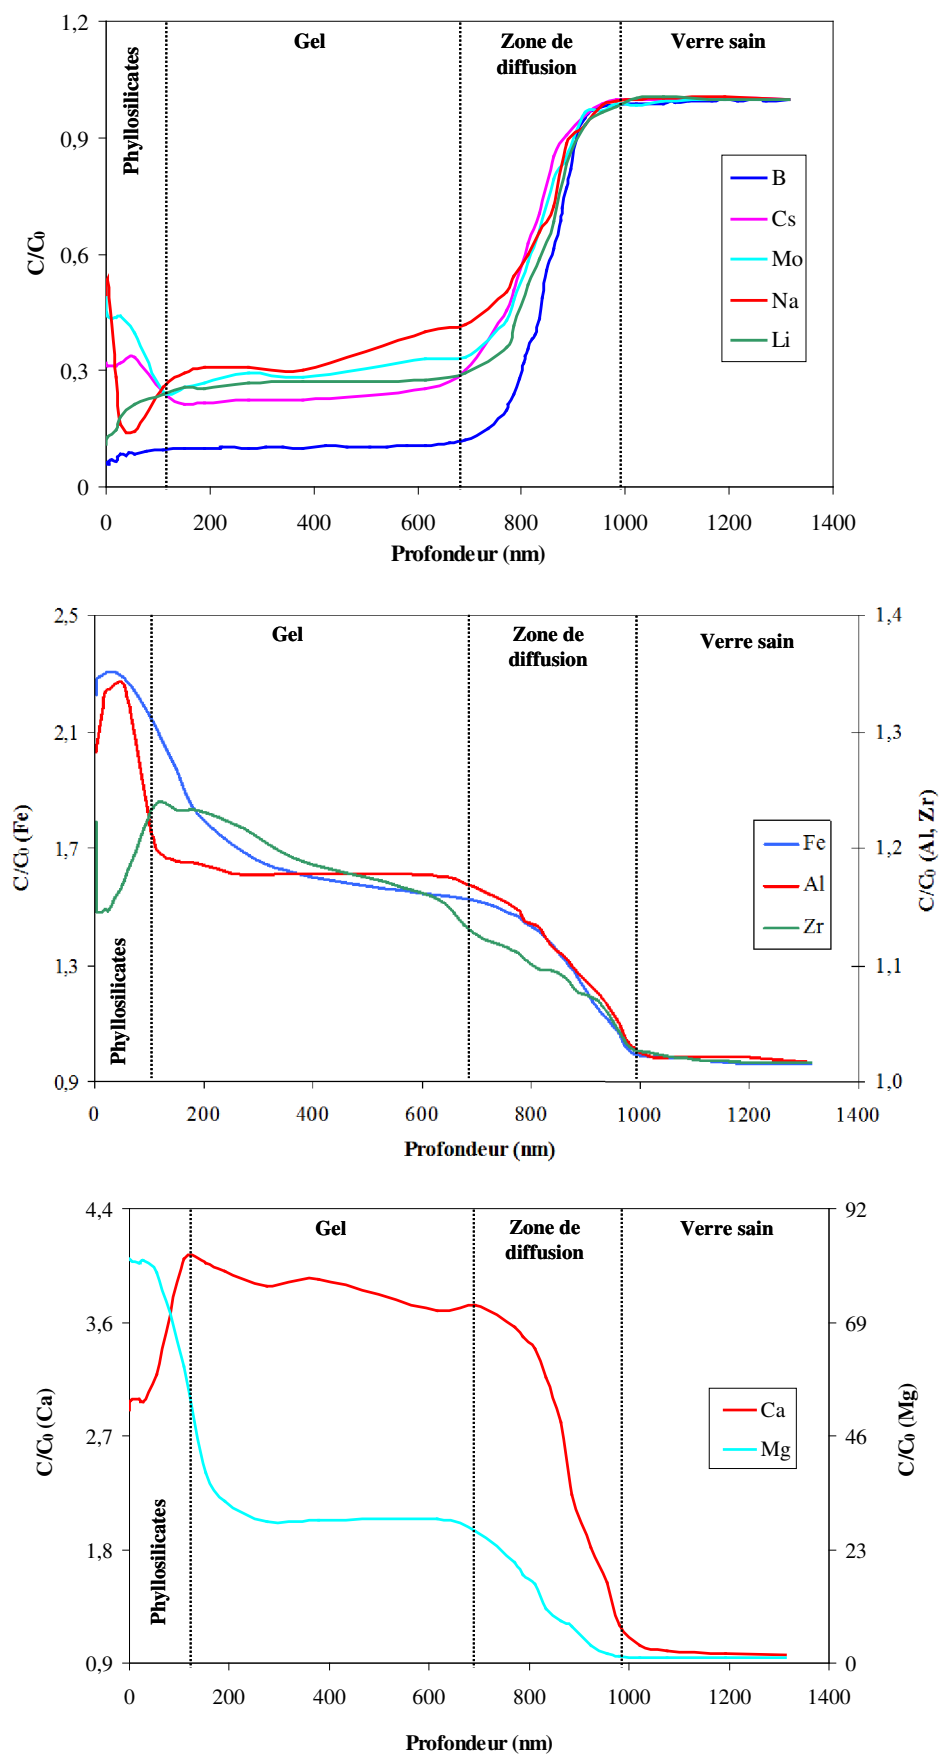 1,2
0,9
0,6
0,3
0
C/C0
Phyllosilicates
Gel
Zone de
diffusion
Verre sain
B
Cs
Mo
Na
Li
0 200 400 600 800 1000 1200 1400
Profondeur (nm)
2,5
2,1
1,7
1,3
0,9
C/C0 (Fe)
Phyllosilicates
Gel
Zone de
diffusion
Verre sain
1,4
1,3
1,2
1,1
1,0
C/C0 (Al, Zr)
Fe
Al
Zr
0 200 400 600 800 1000 1200 1400
Profondeur (nm)
4,4
3,6
2,7
1,8
0,9
C/C0 (Ca)
Phyllosilicates
Gel
Zone de
diffusion
Verre sain
92
69
46
23
0
C/C0 (Mg)
Ca
Mg
0 200 400 600 800 1000 1200 1400
Profondeur (nm)